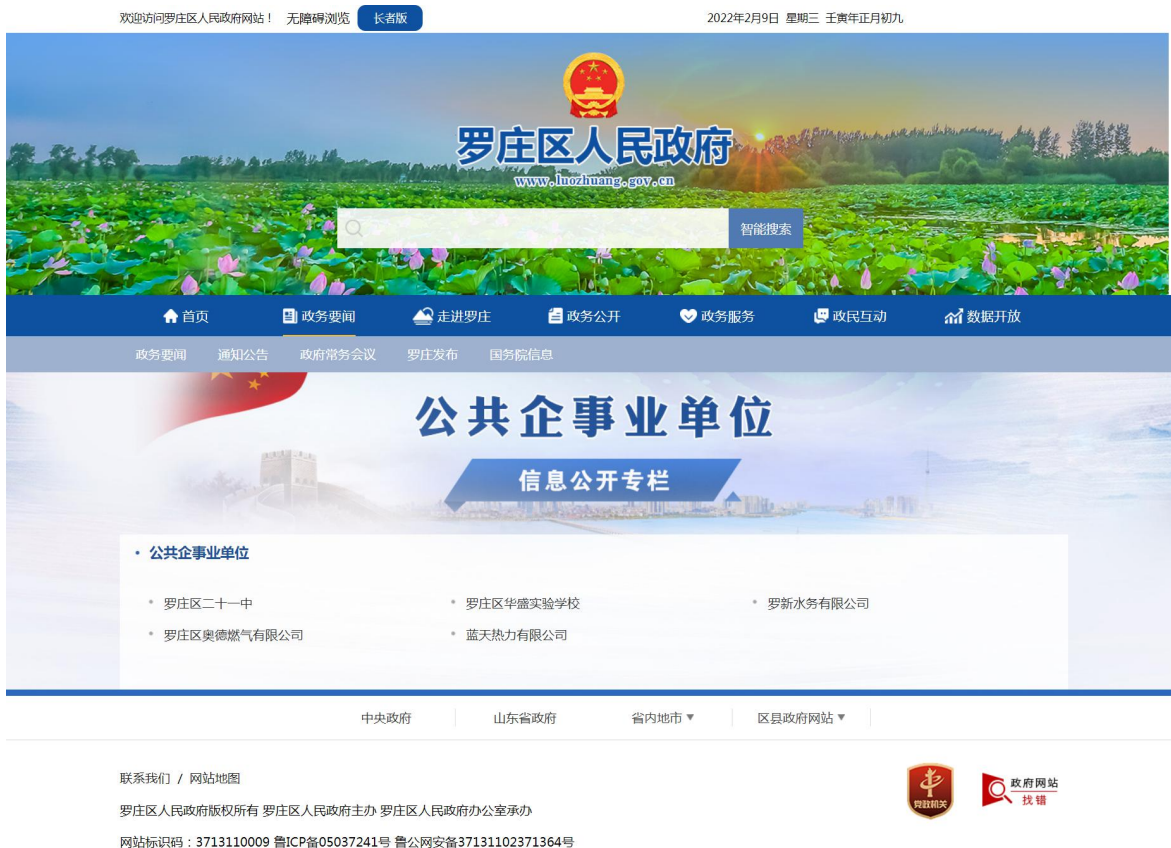 欢迎访问罗庄区人民政府网站！ 无障碍浏览 长者版 2022年2月9日 星期三 壬寅年正月初九
罗庄区人民政府
www.luozhuang.gov.cn
智能搜索
首页 政务要闻 走进罗庄 政务公开 政务服务 政民互动 数据开放
政务要闻 通知公告 政府常务会议 罗庄发布 国务院信息
公共企事业单位
信息公开专栏
• 公共企事业单位
• 罗庄区二十一中 • 罗庄区华盛实验学校 • 罗新水务有限公司
• 罗庄区奥德燃气有限公司 • 蓝天热力有限公司
中央政府 山东省政府 省内地市▼ 区县政府网站▼
联系我们 / 网站地图
罗庄区人民政府版权所有 罗庄区人民政府主办 罗庄区人民政府办公室承办
网站标识码：3713110009 鲁ICP备05037241号 鲁公网安备37131102371364号
党政机关
政府网站
找错